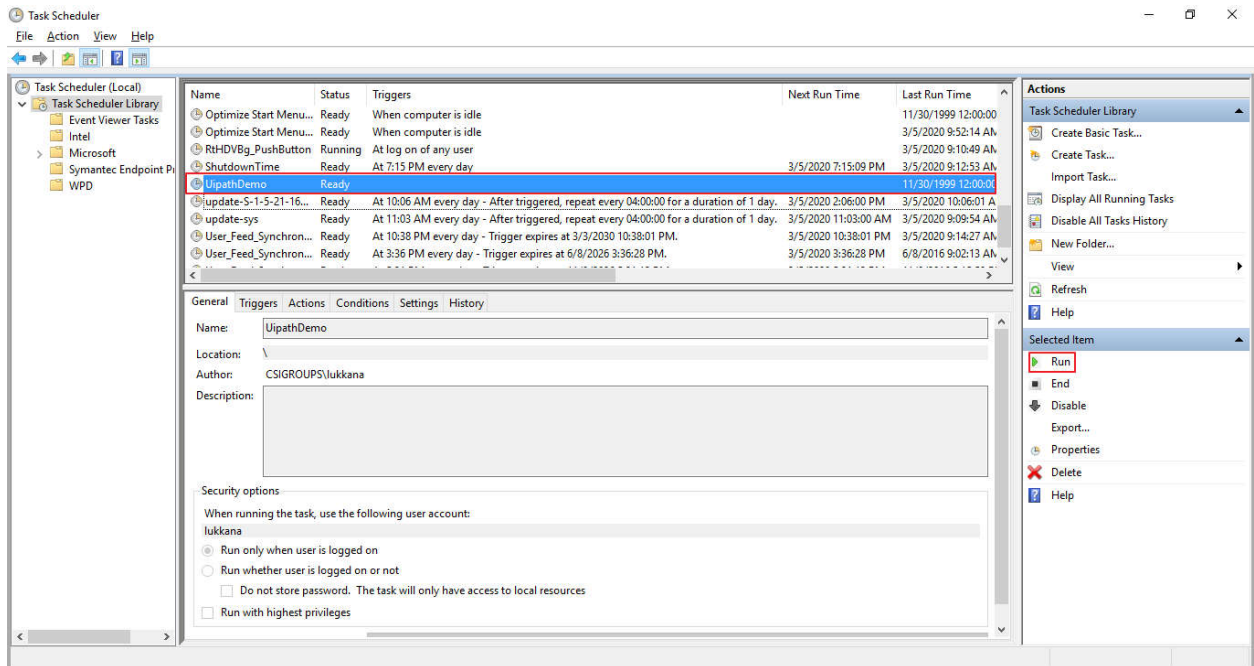 Task Scheduler
File Action View Help
Task Scheduler (Local)
Task Scheduler Library
Event Viewer Tasks
Intel
Microsoft
Symantec Endpoint
WPD
Name Status Triggers Next Run Time Last Run Time
Optimize Start Menu... Ready When computer is idle 11/30/1999 12:00:00
Optimize Start Menu... Ready When computer is idle 3/5/2020 9:52:14 AM
RtHDVBg_PushButton Running At log on of any user 3/5/2020 9:10:49 AM
ShutdownTime Ready At 7:15 PM every day 3/5/2020 7:15:09 PM 3/5/2020 9:12:53 AM
UipathDemo Ready 11/30/1999 12:00:00
update-S-1-5-21-16... Ready At 10:06 AM every day - After triggered, repeat every 04:00:00 for a duration of 1 day. 3/5/2020 2:06:00 PM 3/5/2020 10:06:01 A
update-sys Ready At 11:03 AM every day - After triggered, repeat every 04:00:00 for a duration of 1 day. 3/5/2020 11:03:00 AM 3/5/2020 9:09:54 AM
User_Feed_Synchron... Ready At 10:38 PM every day - Trigger expires at 3/3/2030 10:38:01 PM. 3/5/2020 10:38:01 PM 3/5/2020 9:14:27 AM
User_Feed_Synchron... Ready At 3:36 PM every day - Trigger expires at 6/8/2026 3:36:28 PM. 3/5/2020 3:36:28 PM 6/8/2016 9:02:13 AM
General Triggers Actions Conditions Settings History
Name: UipathDemo
Location: \
Author: CSIGROUPS\lukkana
Description:
Security options
When running the task, use the following user account:
lukkana
Run only when user is logged on
Run whether user is logged on or not
Do not store password. The task will only have access to local resources
Run with highest privileges
Actions
Task Scheduler Library
Create Basic Task...
Create Task...
Import Task...
Display All Running Tasks
Disable All Tasks History
New Folder...
View
Refresh
Help
Selected Item
Run
End
Disable
Export...
Properties
Delete
Help